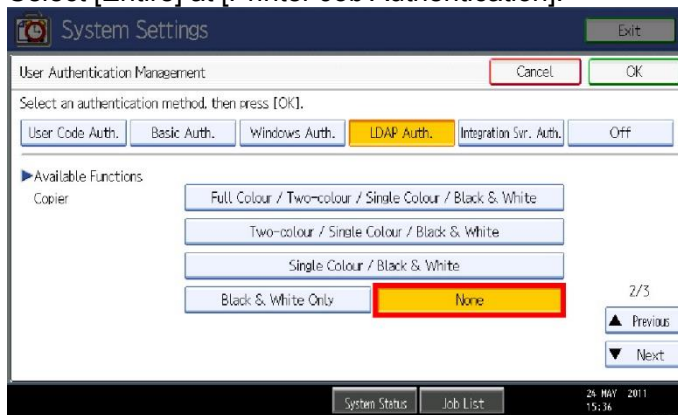 Select [Entire] at [Printer Job Authentication].
System Settings
Exit
User Authentication Management
Cancel
OK
Select an authentication method, then press [OK].
User Code Auth.
Basic Auth.
Windows Auth.
LDAP Auth.
Integration Svr. Auth.
Off
▶Available Functions
Copier
Full Colour / Two-colour / Single Colour / Black & White
Two-colour / Single Colour / Black & White
Single Colour / Black & White
Black & White Only
None
2/3
▲ Previous
▼ Next
System Status
Job List
24 MAY 2011
15:36